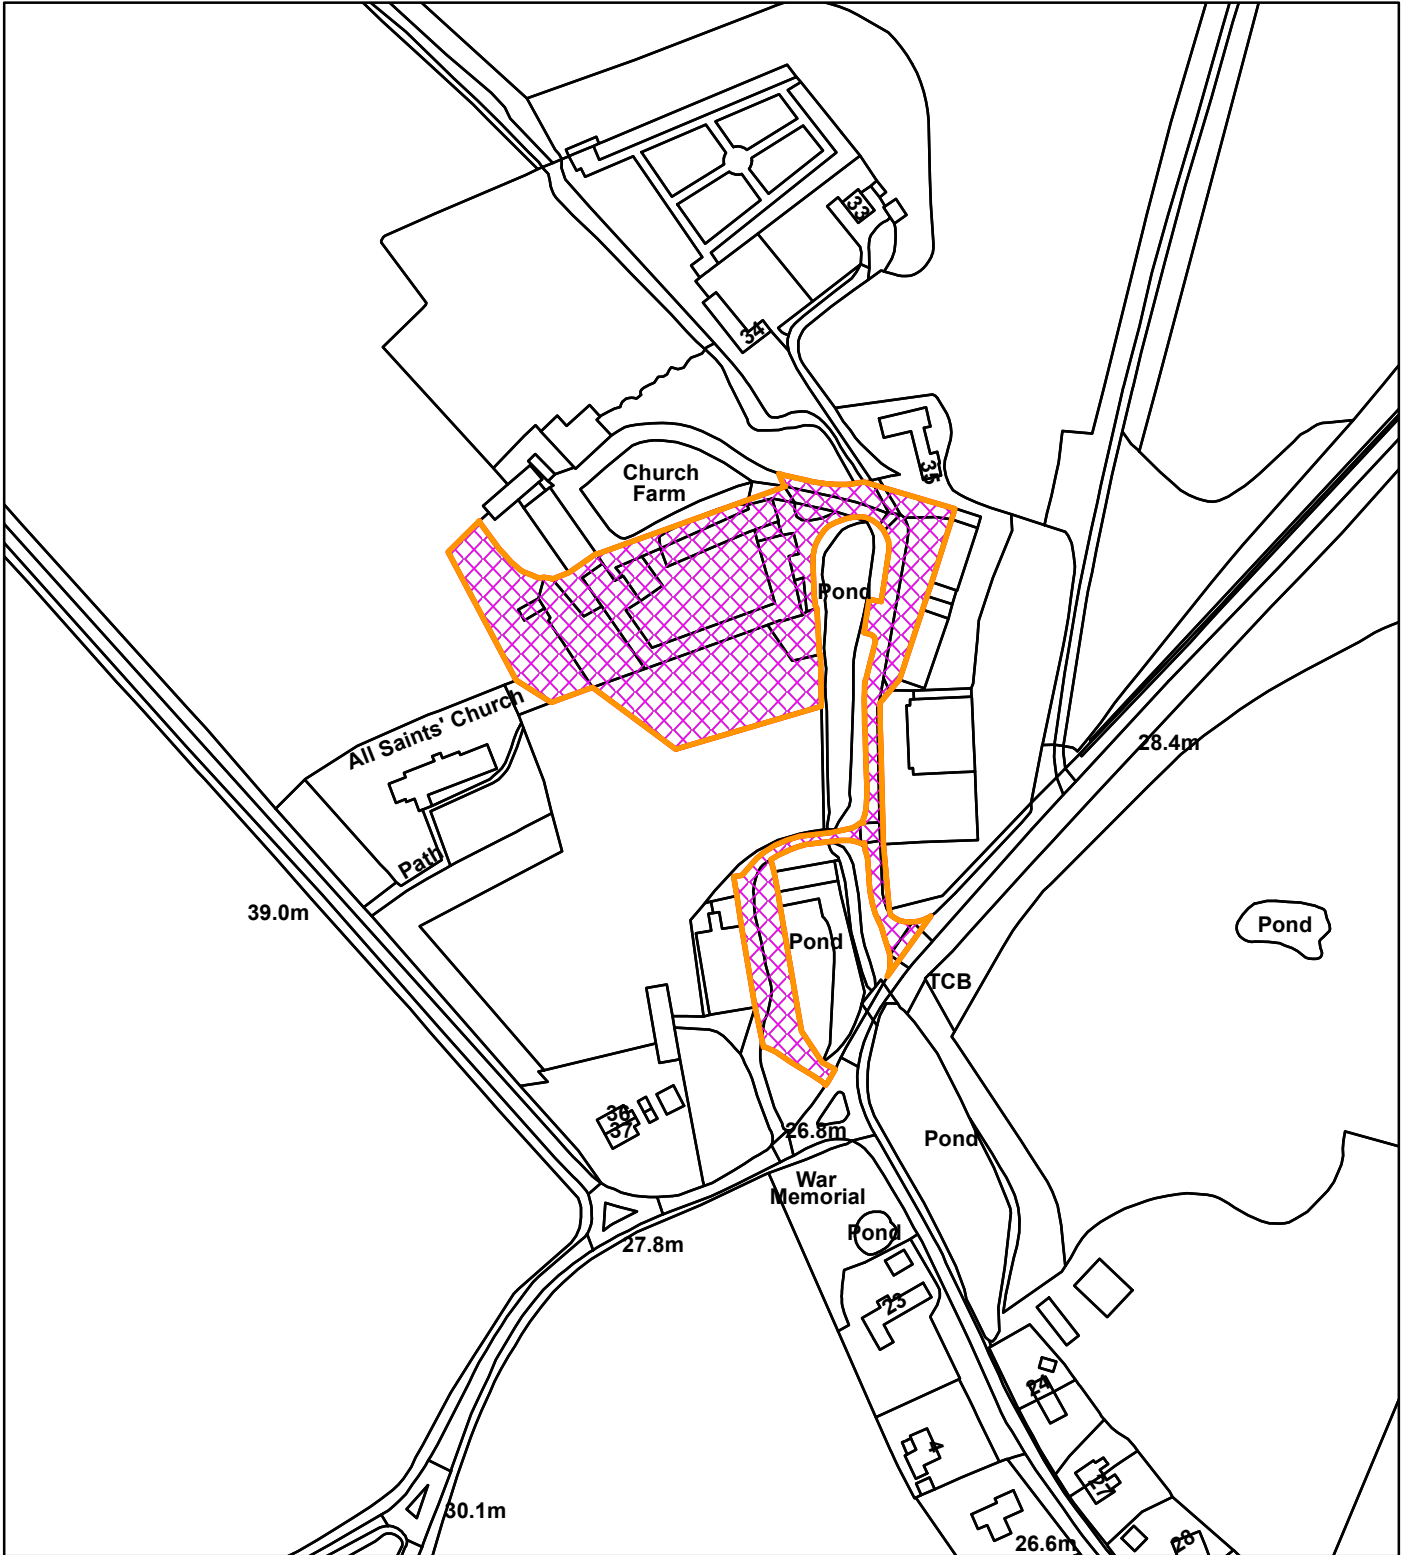 33
34
35
Church
Farm
Pond
All Saints' Church
28.4m
Path
39.0m
Pond
Pond
TCB
36
37
26.8m
Pond
War
Memorial
Pond
27.8m
23
24
4
27
30.1m
26.6m
28